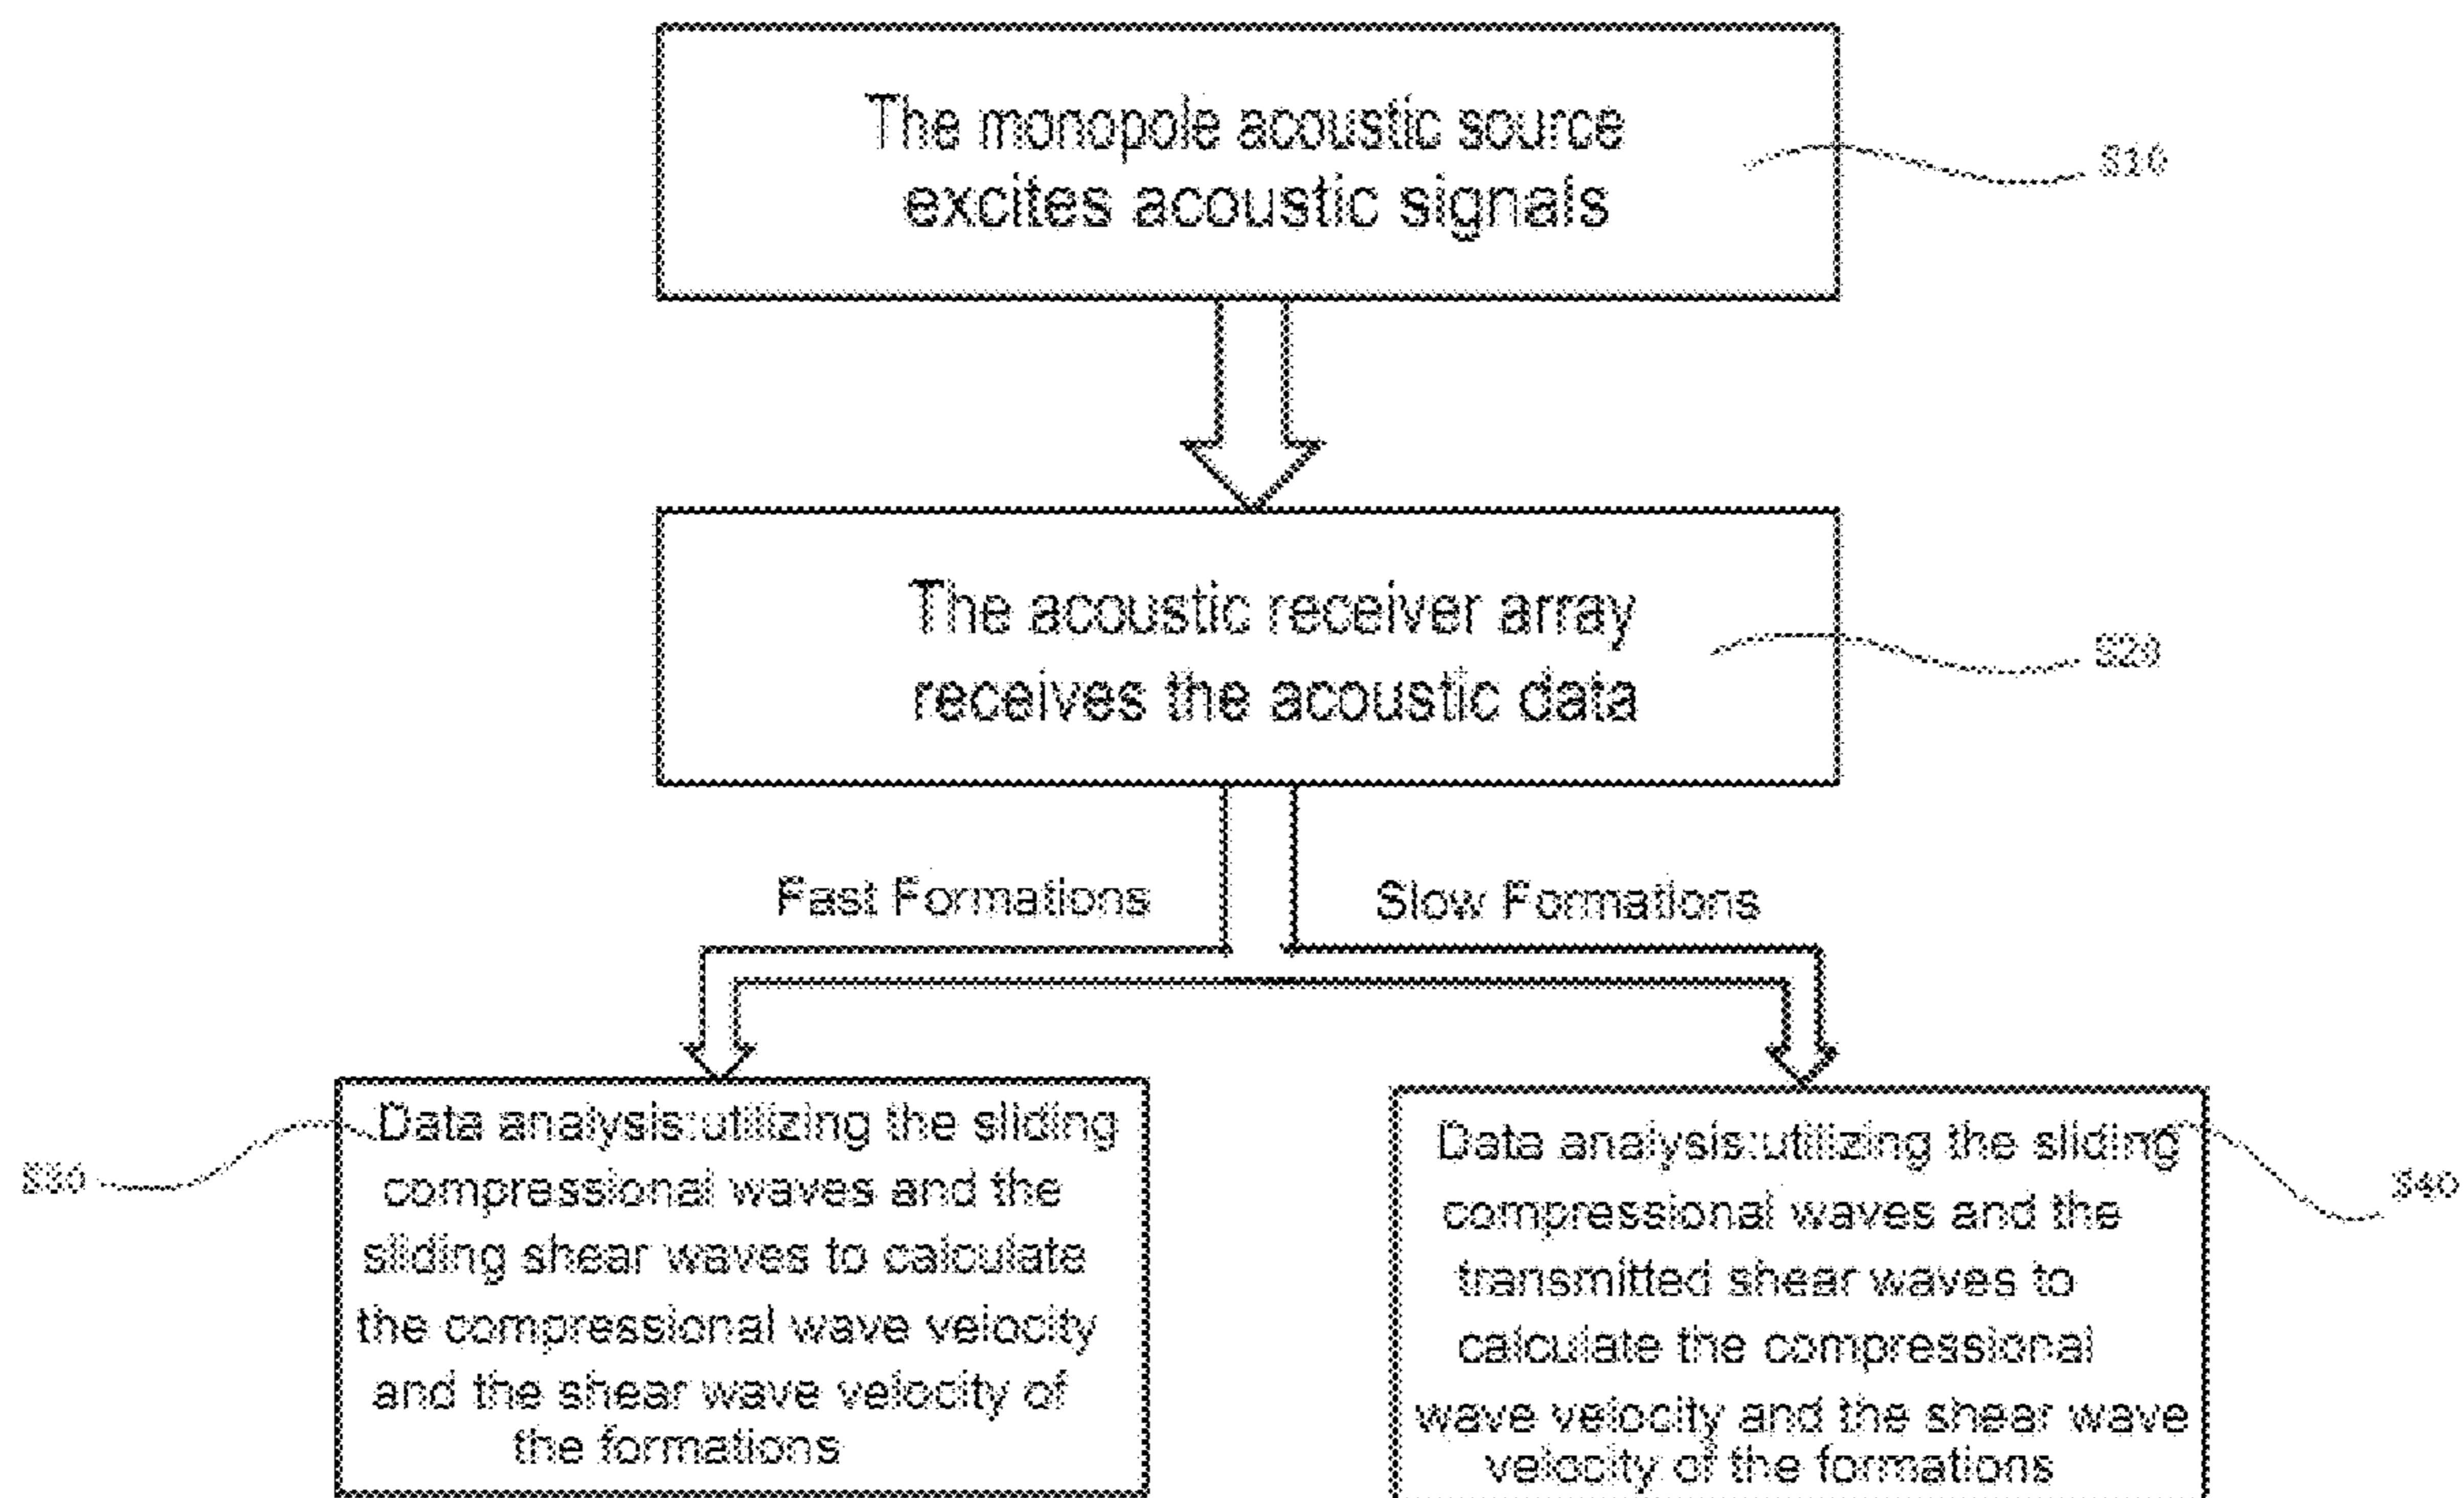 The monopole acoustic source
excites acoustic signals
S10
The acoustic receiver array
receives the acoustic data
S20
Fast Formations
Slow Formations
Data analysis:utilizing the sliding
compressional waves and the
sliding shear waves to calculate
the compressional wave velocity
and the shear wave velocity of
the formations
S30
Data analysis:utilizing the sliding
compressional waves and the
transmitted shear waves to
calculate the compressional
wave velocity and the shear wave
velocity of the formations
S40